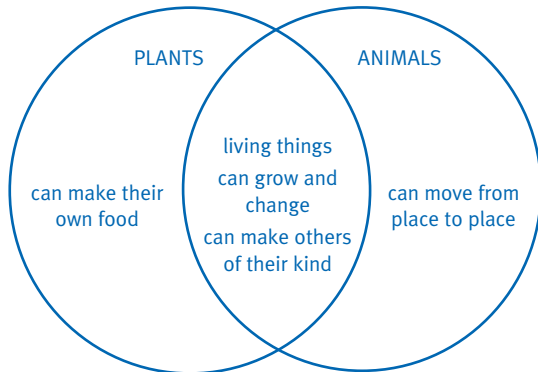 PLANTS
ANIMALS
can make their
own food
living things
can grow and
change
can make others
of their kind
can move from
place to place